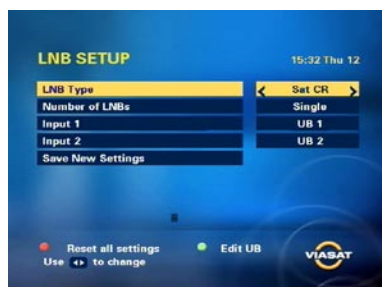 LNB SETUP 15:32 Thu 12
LNB Type Sat CR
Number of LNBs Single
Input 1 UB 1
Input 2 UB 2
Save New Settings
Reset all settings Edit UB
Use to change
VIASAT